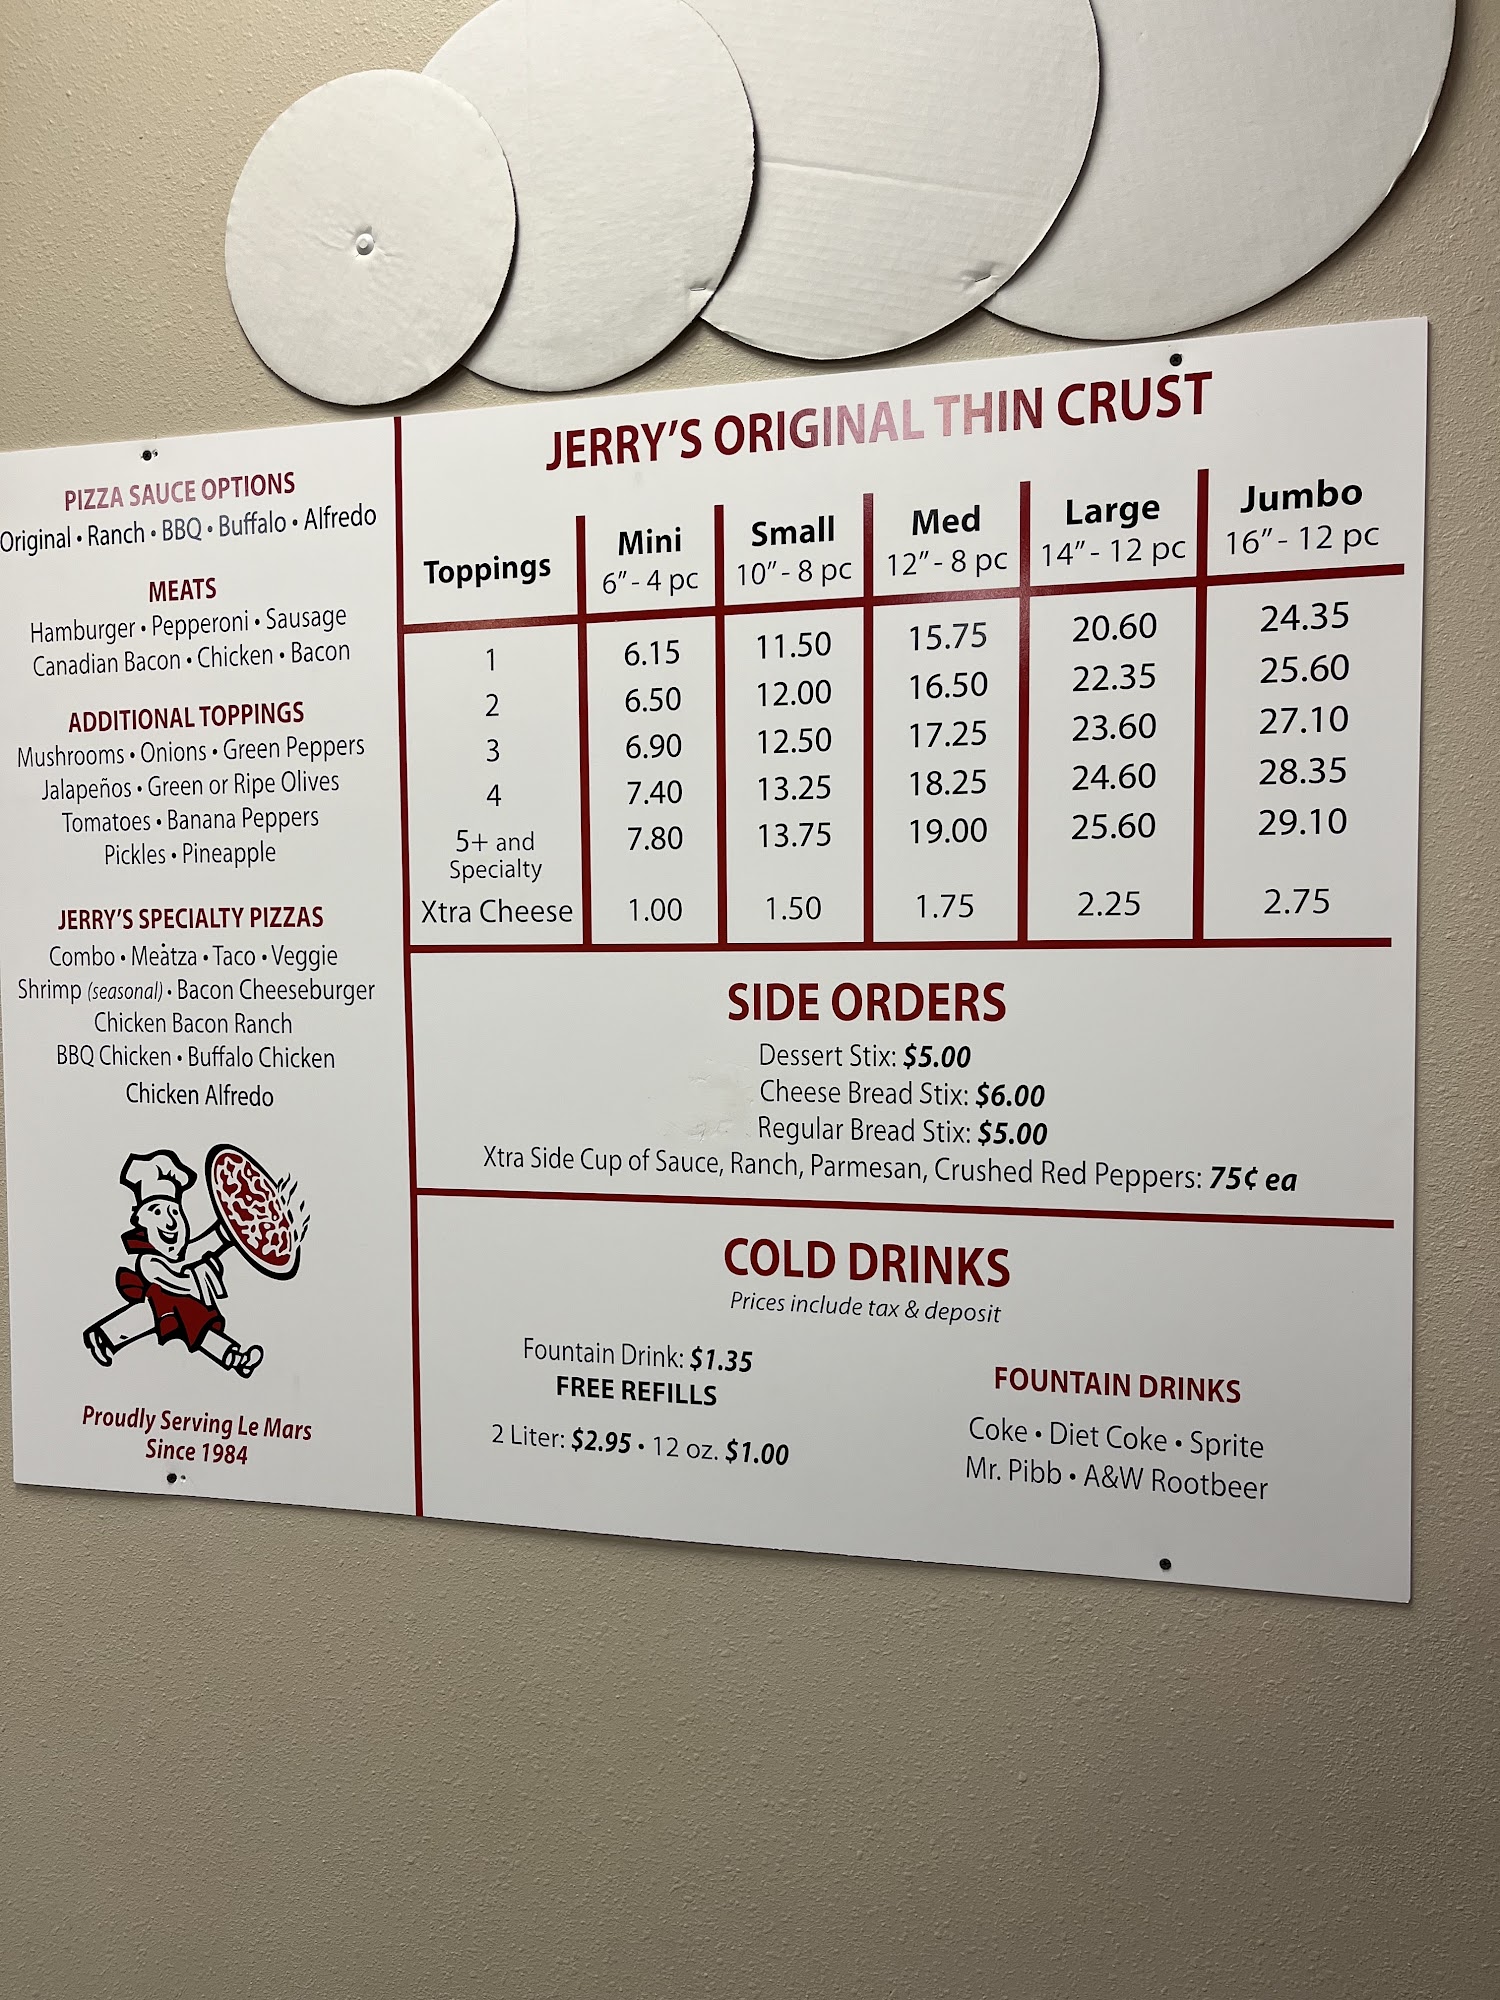 PIZZA SAUCE OPTIONS
Original • Ranch • BBQ • Buffalo • Alfredo
MEATS
Hamburger • Pepperoni • Sausage
Canadian Bacon • Chicken • Bacon
ADDITIONAL TOPPINGS
Mushrooms • Onions • Green Peppers
Jalapeños • Green or Ripe Olives
Tomatoes • Banana Peppers
Pickles • Pineapple
JERRY'S SPECIALTY PIZZAS
Combo • Meatza • Taco • Veggie
Shrimp (seasonal) • Bacon Cheeseburger
Chicken Bacon Ranch
BBQ Chicken • Buffalo Chicken
Chicken Alfredo
Proudly Serving Le Mars
Since 1984
JERRY'S ORIGINAL THIN CRUST
Toppings Mini Small Med Large Jumbo
6" - 4 pc 10" - 8 pc 12" - 8 pc 14" - 12 pc 16" - 12 pc
1 6.15 11.50 15.75 20.60 24.35
2 6.50 12.00 16.50 22.35 25.60
3 6.90 12.50 17.25 23.60 27.10
4 7.40 13.25 18.25 24.60 28.35
5+ and 7.80 13.75 19.00 25.60 29.10
Specialty
Xtra Cheese 1.00 1.50 1.75 2.25 2.75
SIDE ORDERS
Dessert Stix: $5.00
Cheese Bread Stix: $6.00
Regular Bread Stix: $5.00
Xtra Side Cup of Sauce, Ranch, Parmesan, Crushed Red Peppers: 75¢ ea
COLD DRINKS
Prices include tax & deposit
Fountain Drink: $1.35
FREE REFILLS
2 Liter: $2.95 • 12 oz. $1.00
FOUNTAIN DRINKS
Coke • Diet Coke • Sprite
Mr. Pibb • A&W Rootbeer